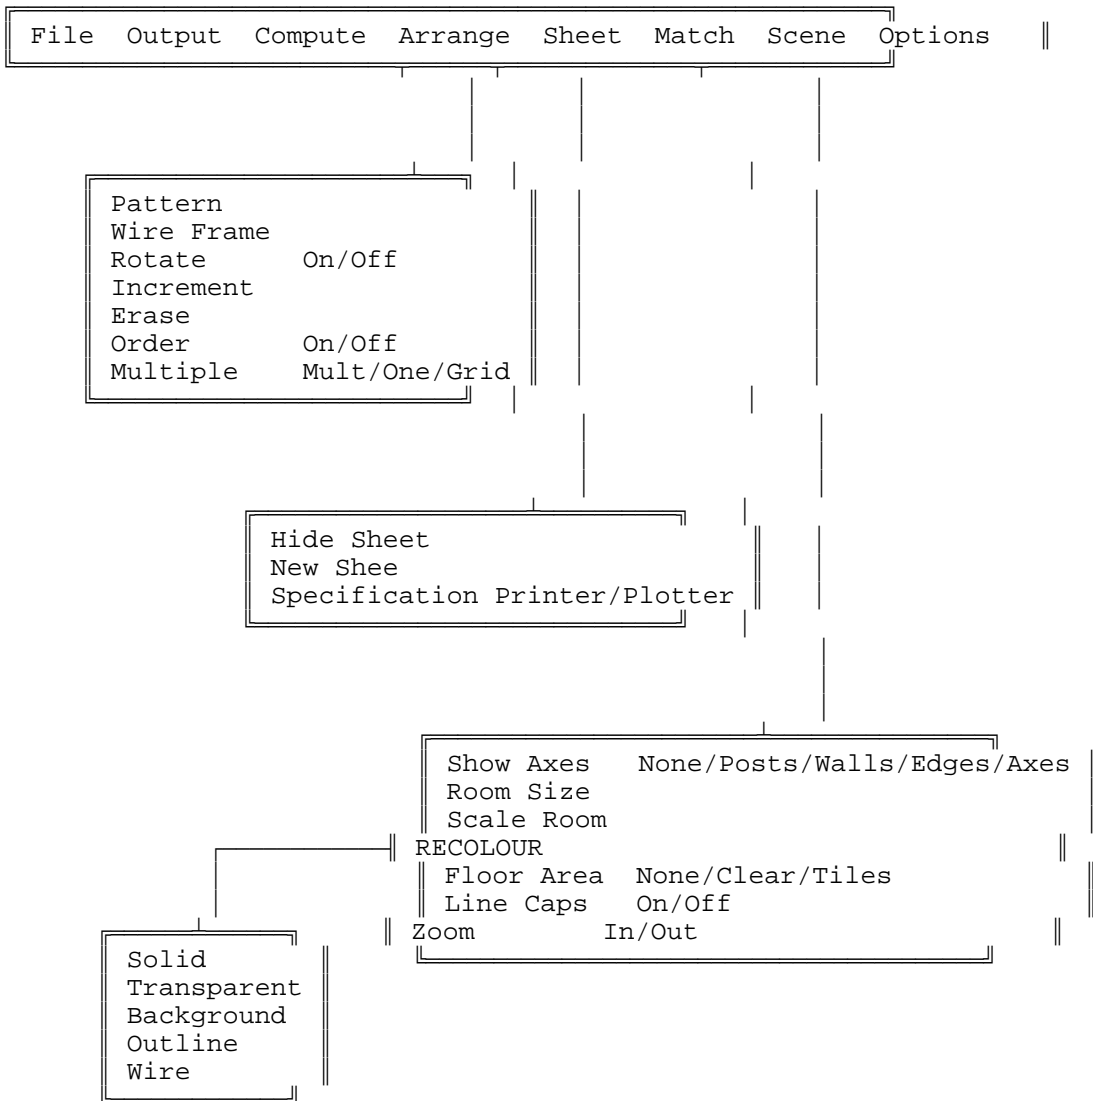 File Output Compute Arrange Sheet Match Scene Options
Pattern
Wire Frame
Rotate On/Off
Increment
Erase
Order On/Off
Multiple Mult/One/Grid
Hide Sheet
New Shee
Specification Printer/Plotter
Show Axes None/Posts/Walls/Edges/Axes
Room Size
Scale Room
RECOLOUR
Floor Area None/Clear/Tiles
Line Caps On/Off
Zoom In/Out
Solid
Transparent
Background
Outline
Wire